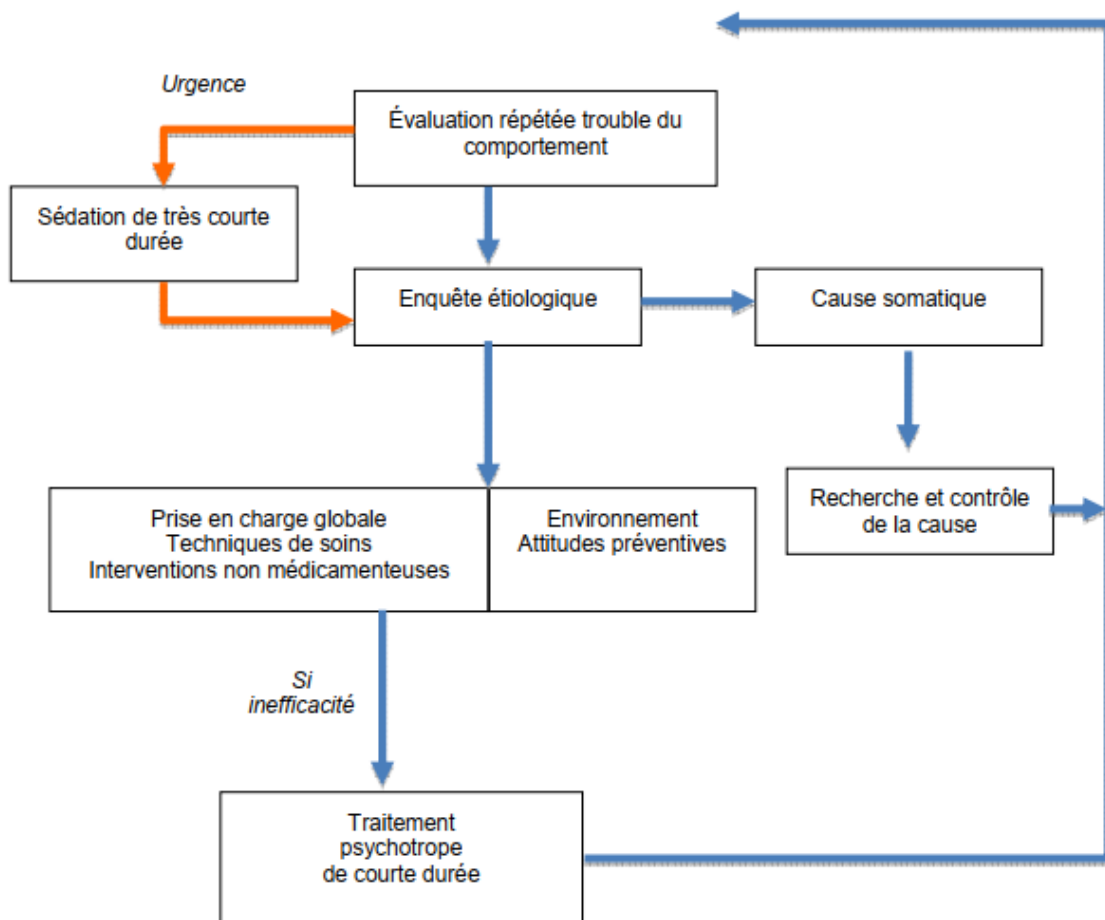 Urgence
Évaluation répétée trouble du
comportement
Sédation de très courte
durée
Enquête étiologique
Cause somatique
Recherche et contrôle
de la cause
Prise en charge globale
Techniques de soins
Interventions non médicamenteuses
Environnement
Attitudes préventives
Si
inefficacité
Traitement
psychotrope
de courte durée